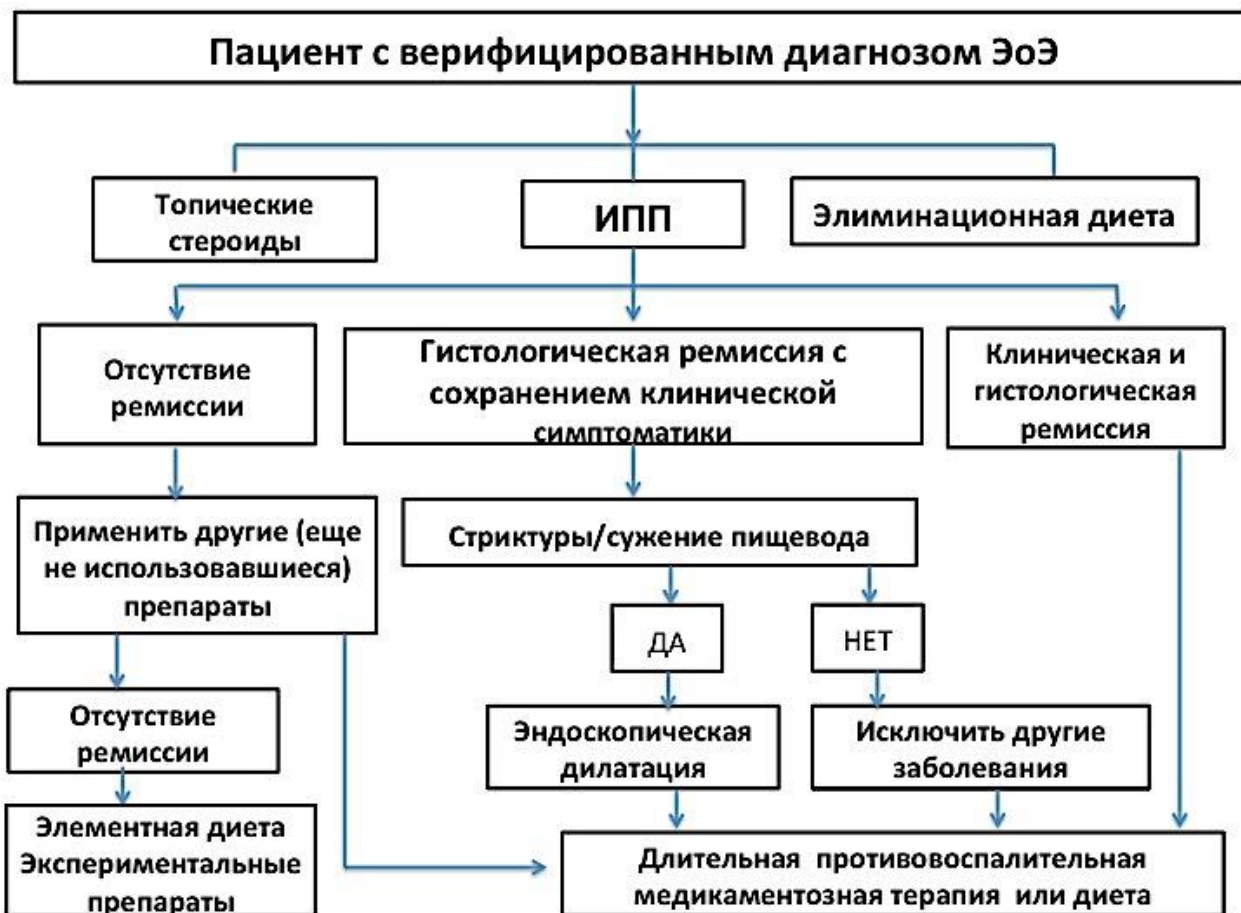 Пациент с верифицированным диагнозом ЭоЭ
Топические
стероиды
ИПП
Элиминационная диета
Отсутствие
ремиссии
Гистологическая ремиссия с
сохранением клинической
симптоматики
Клиническая и
гистологическая
ремиссия
Применить другие (еще
не использовавшиеся)
препараты
Стриктуры/сужение пищевода
ДА
НЕТ
Отсутствие
ремиссии
Эндоскопическая
дилатация
Исключить другие
заболевания
Элементная диета
Экспериментальные
препараты
Длительная противовоспалительная
медикаментозная терапия или диета